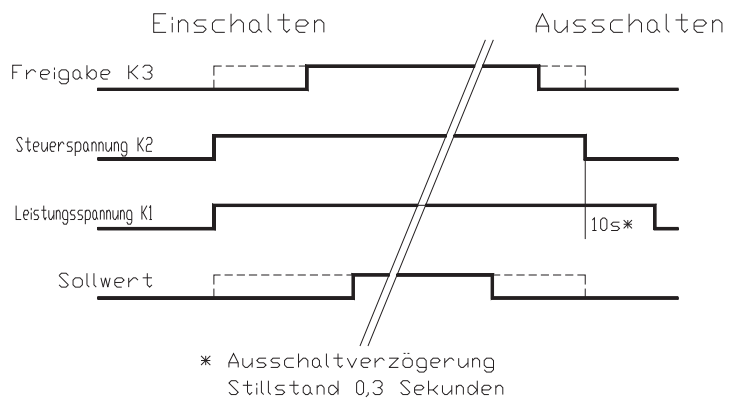 Einschalten
Ausschalten
Freigabe K3
Steuerspannung K2
Leistungsspannung K1
10s*
Sollwert
* Ausschaltverzögerung
Stillstand 0,3 Sekunden